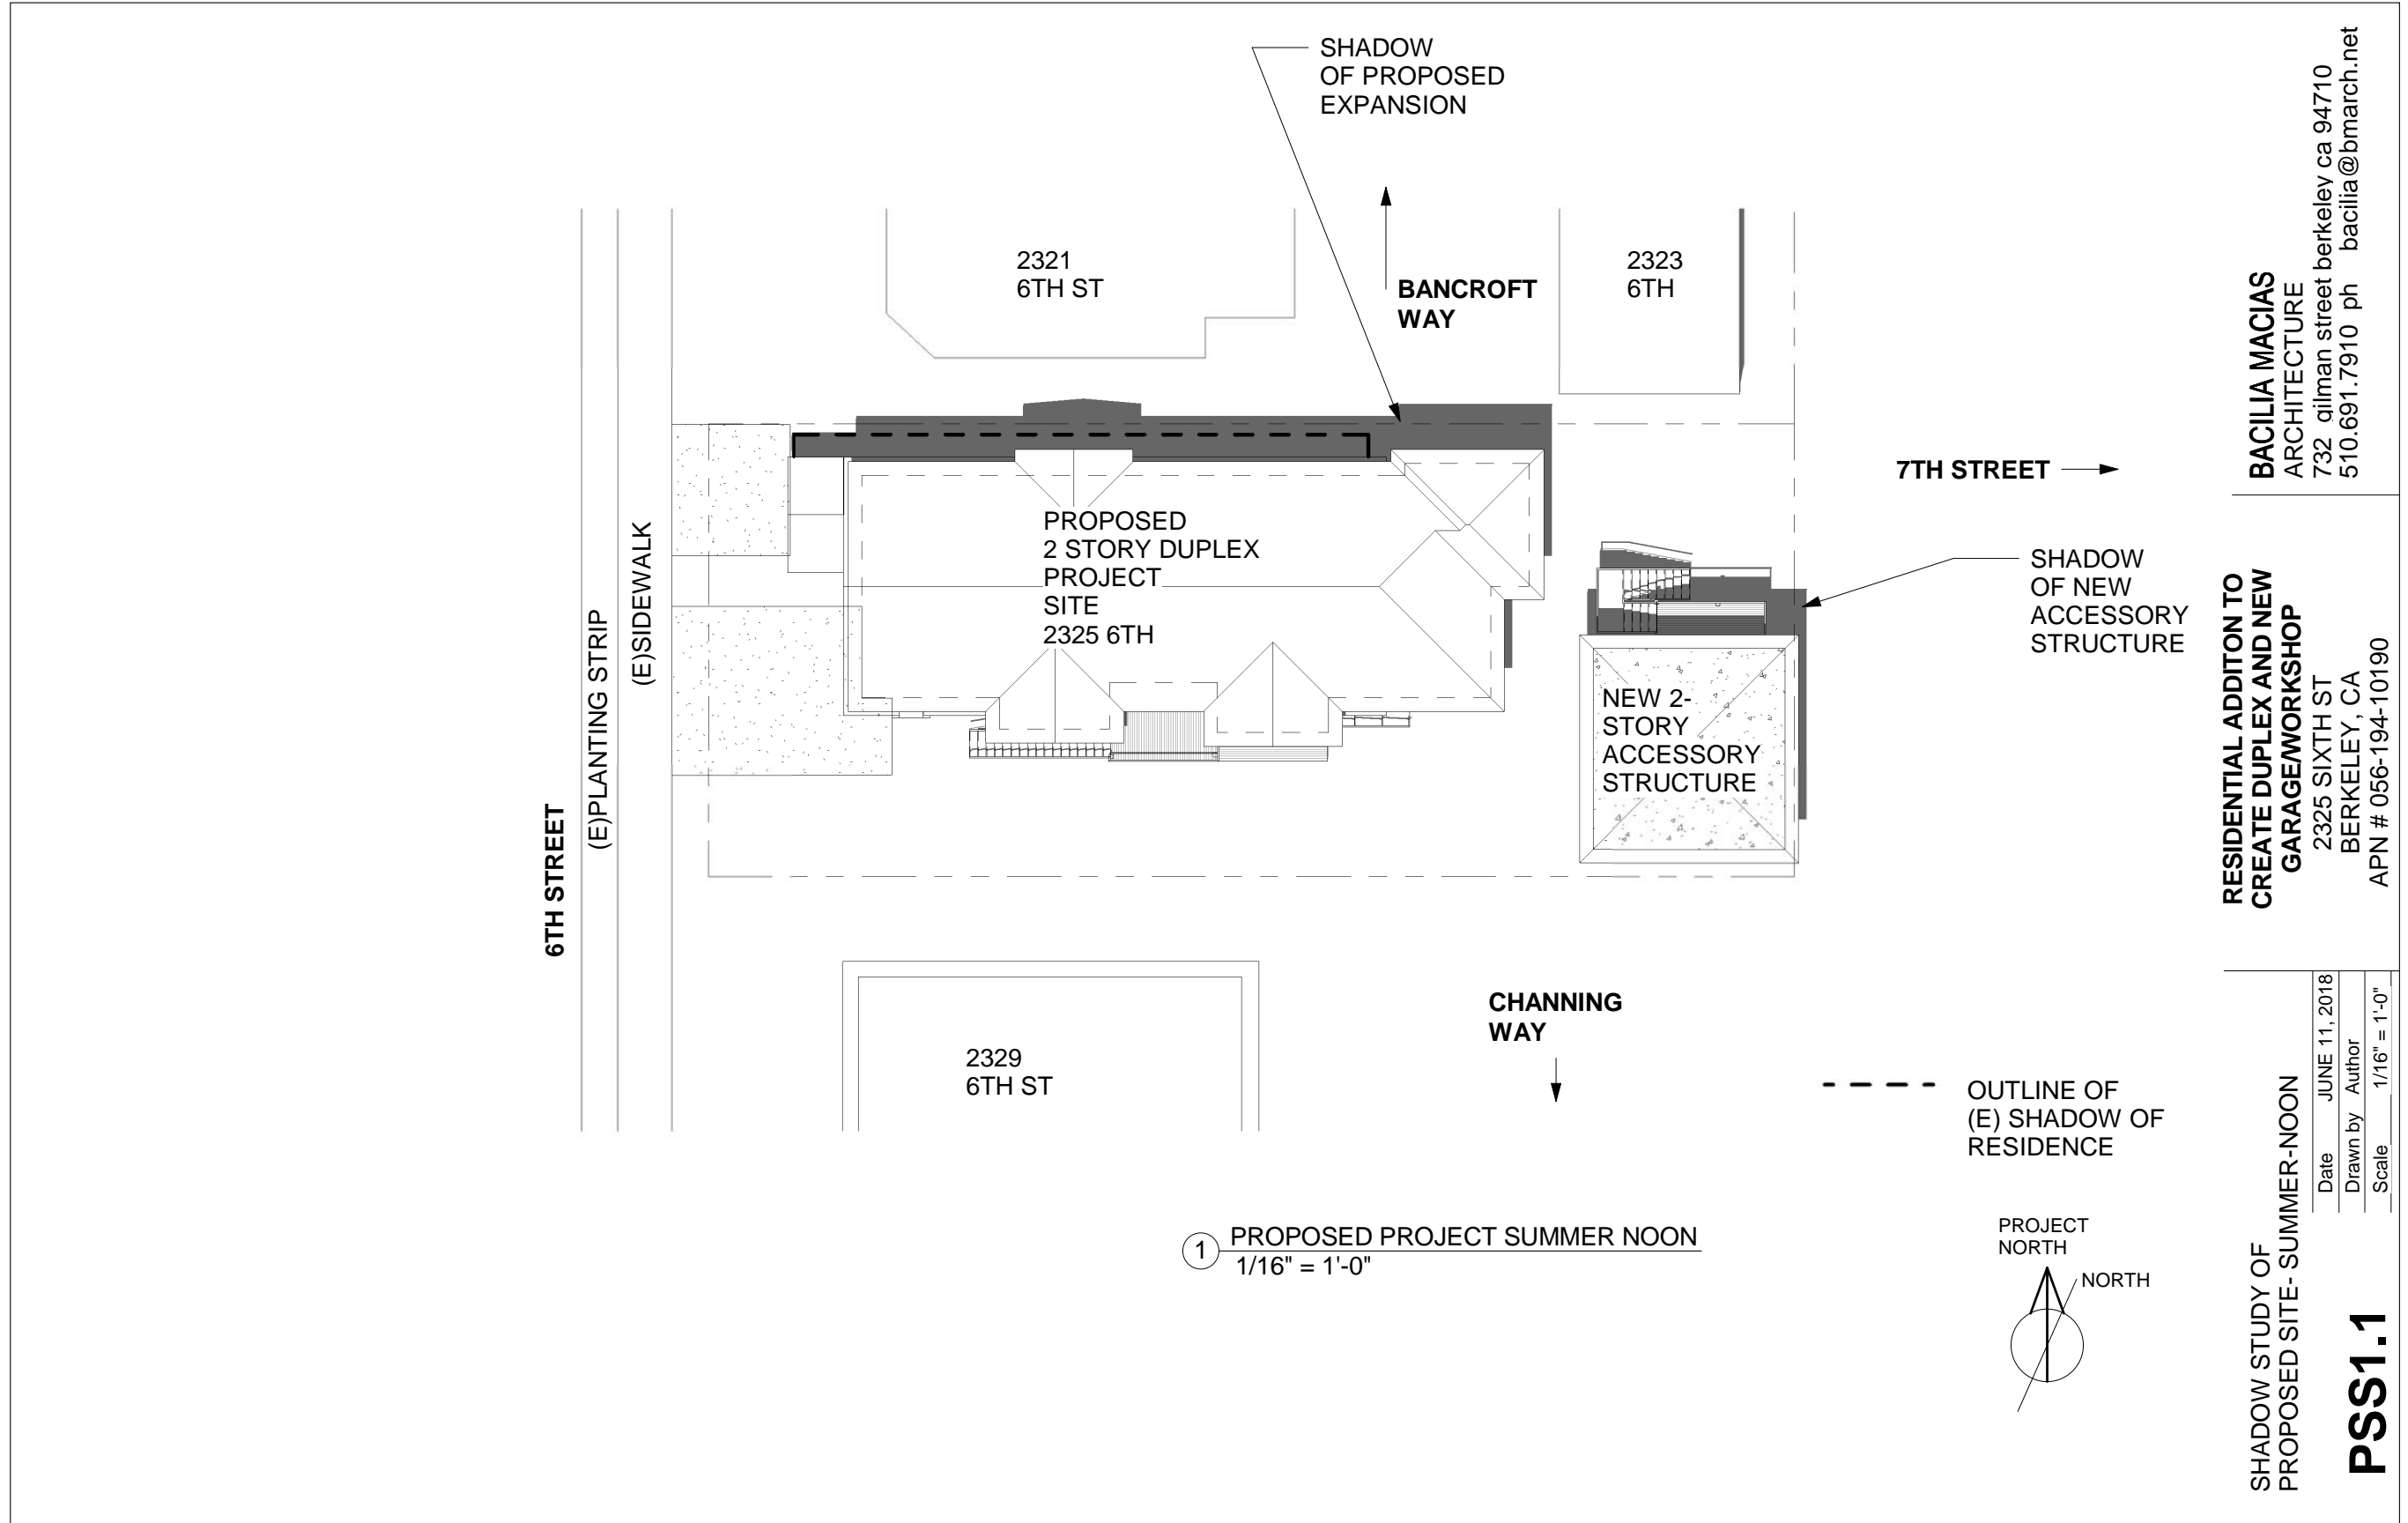 SHADOW
OF PROPOSED
EXPANSION
2321
6TH ST
BANCROFT
WAY
2323
6TH
7TH STREET
PROPOSED
2 STORY DUPLEX
PROJECT
SITE
2325 6TH
SHADOW
OF NEW
ACCESSORY
STRUCTURE
NEW 2-
STORY
ACCESSORY
STRUCTURE
6TH STREET
(E)PLANTING STRIP
(E)SIDEWALK
2329
6TH ST
CHANNING
WAY
OUTLINE OF
(E) SHADOW OF
RESIDENCE
1 PROPOSED PROJECT SUMMER NOON
1/16" = 1'-0"
PROJECT
NORTH
NORTH
BACILIA MACIAS
ARCHITECTURE
732 gilman street berkeley ca 94710
510.691.7910 ph bacilia@bmarch.net
RESIDENTIAL ADDITON TO
CREATE DUPLEX AND NEW
GARAGE/WORKSHOP
2325 SIXTH ST
BERKELEY, CA
APN # 056-194-10190
SHADOW STUDY OF
PROPOSED SITE- SUMMER-NOON
Date JUNE 11, 2018
Drawn by Author
Scale 1/16" = 1'-0"
PSS1.1